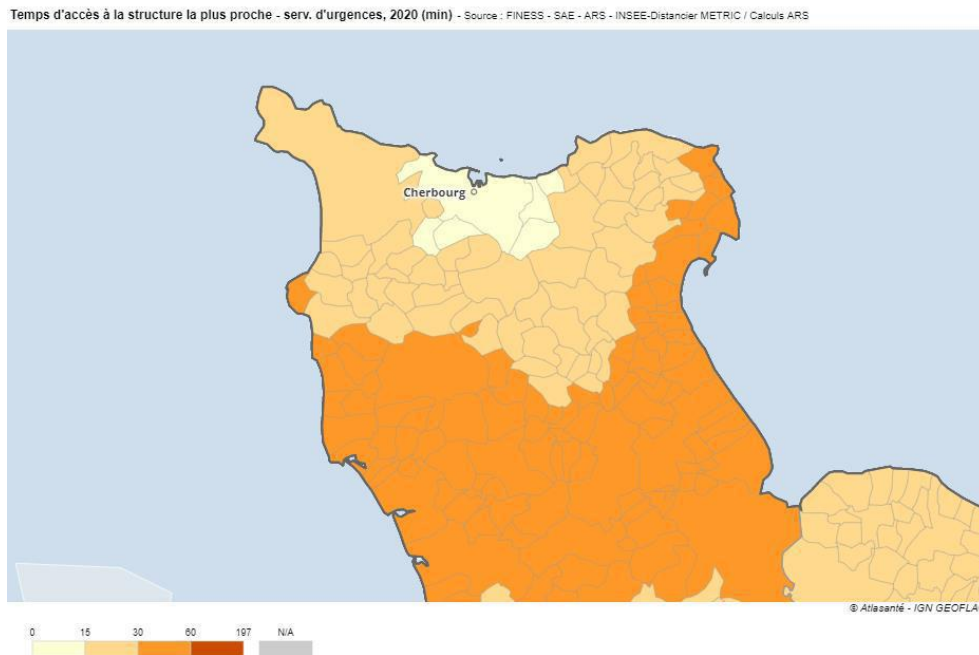 Temps d'accès à la structure la plus proche - serv. d'urgences, 2020 (min) - Source : FINESS - SAE - ARS - INSEE-Distancier METRIC / Calculs ARS
Cherbourg
© Atlasanté - IGN GEOFLA
0 15 30 60 197 N/A